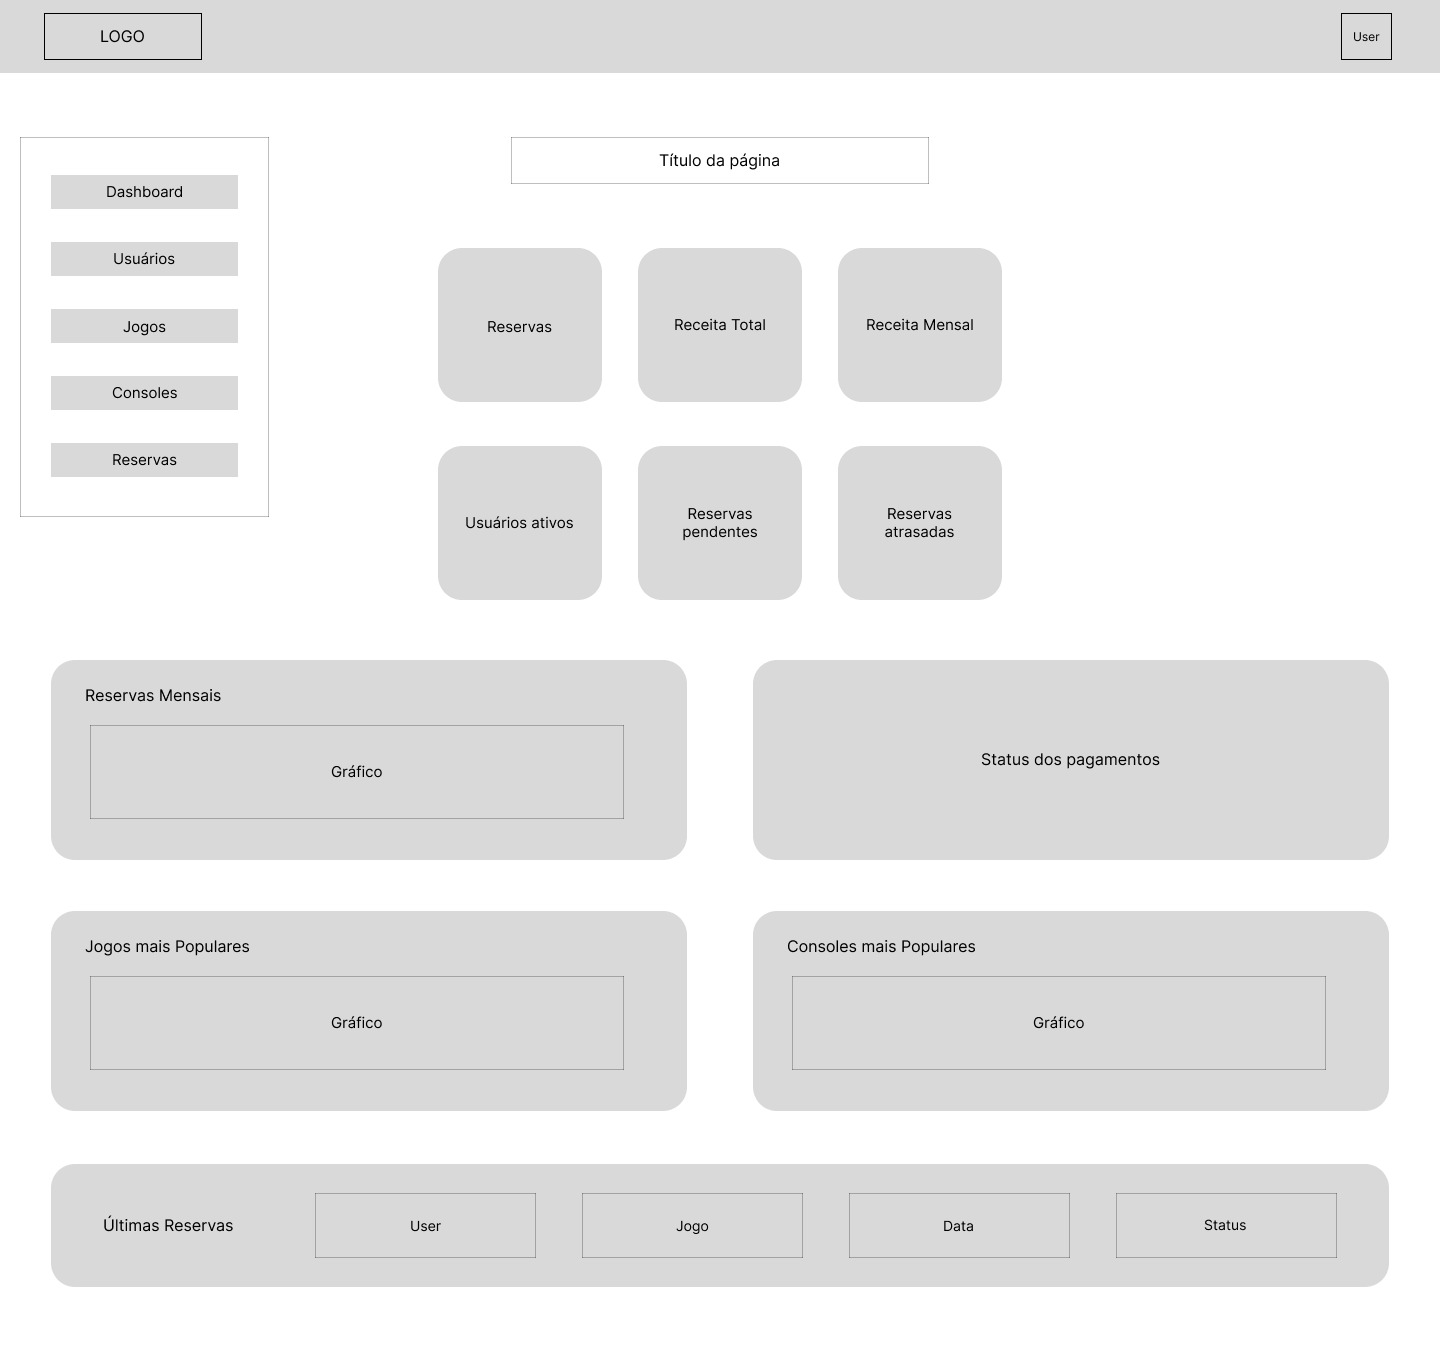 LOGO
User
Dashboard
Usuários
Jogos
Consoles
Reservas
Título da página
Reservas
Receita Total
Receita Mensal
Usuários ativos
Reservas
pendentes
Reservas
atrasadas
Reservas Mensais
Gráfico
Status dos pagamentos
Jogos mais Populares
Gráfico
Consoles mais Populares
Gráfico
Últimas Reservas
User
Jogo
Data
Status